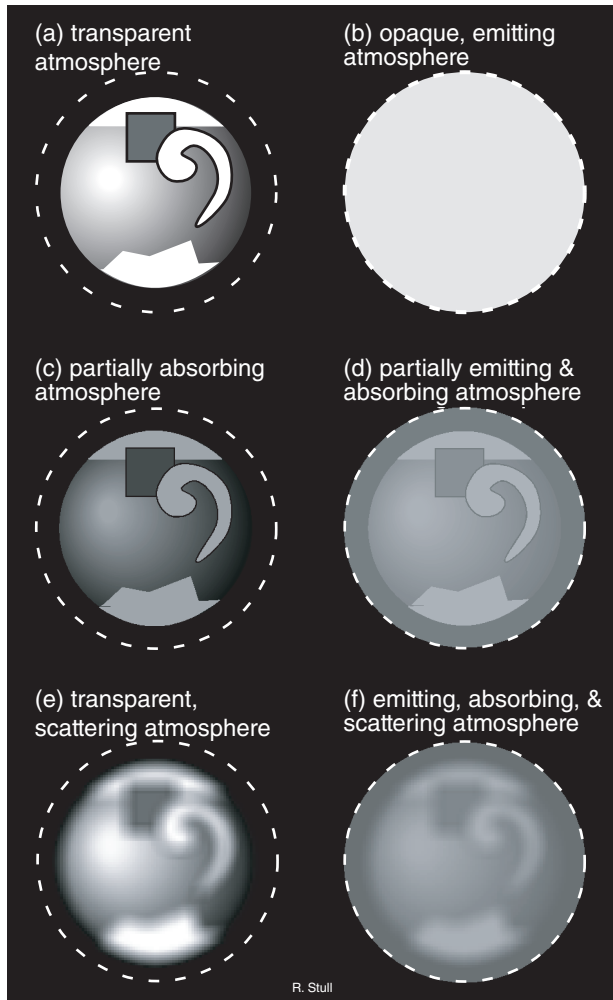 (a) transparent
atmosphere
(b) opaque, emitting
atmosphere
(c) partially absorbing
atmosphere
(d) partially emitting &
absorbing atmosphere
(e) transparent,
scattering atmosphere
(f) emitting, absorbing, &
scattering atmosphere
R. Stull